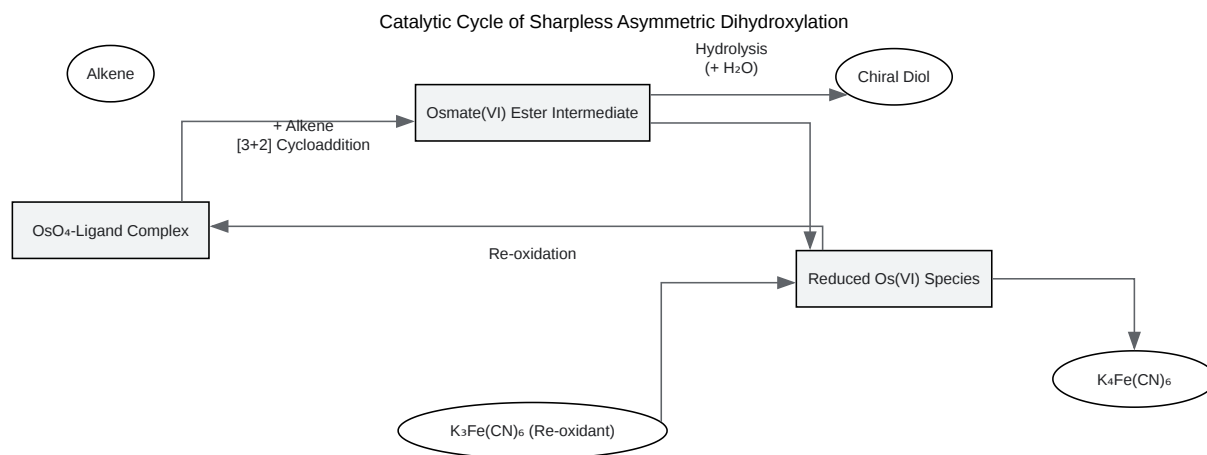 Catalytic Cycle of Sharpless Asymmetric Dihydroxylation
Alkene
Hydrolysis
(+ H₂O)
Chiral Diol
Osmate(VI) Ester Intermediate
+ Alkene
[3+2] Cycloaddition
OsO₄-Ligand Complex
Re-oxidation
Reduced Os(VI) Species
K₄Fe(CN)₆
K₃Fe(CN)₆ (Re-oxidant)